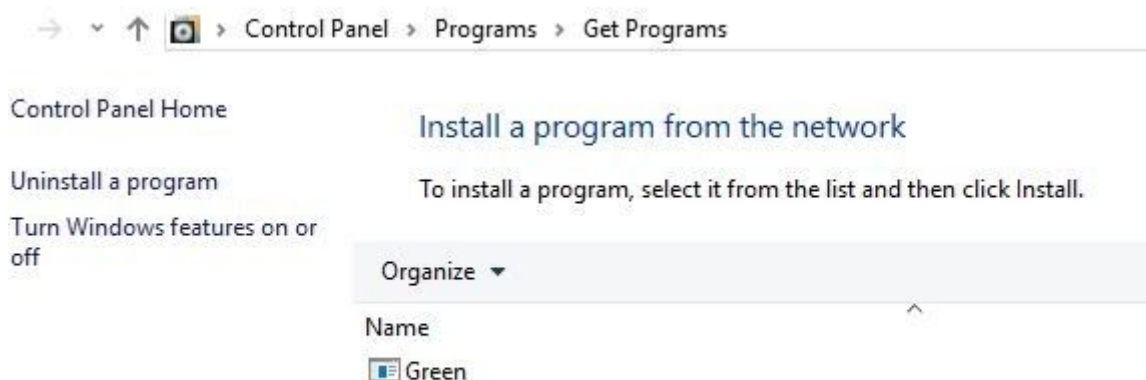 Control Panel > Programs > Get Programs
Control Panel Home
Install a program from the network
Uninstall a program
To install a program, select it from the list and then click Install.
Turn Windows features on or
off
Organize
Name
Green